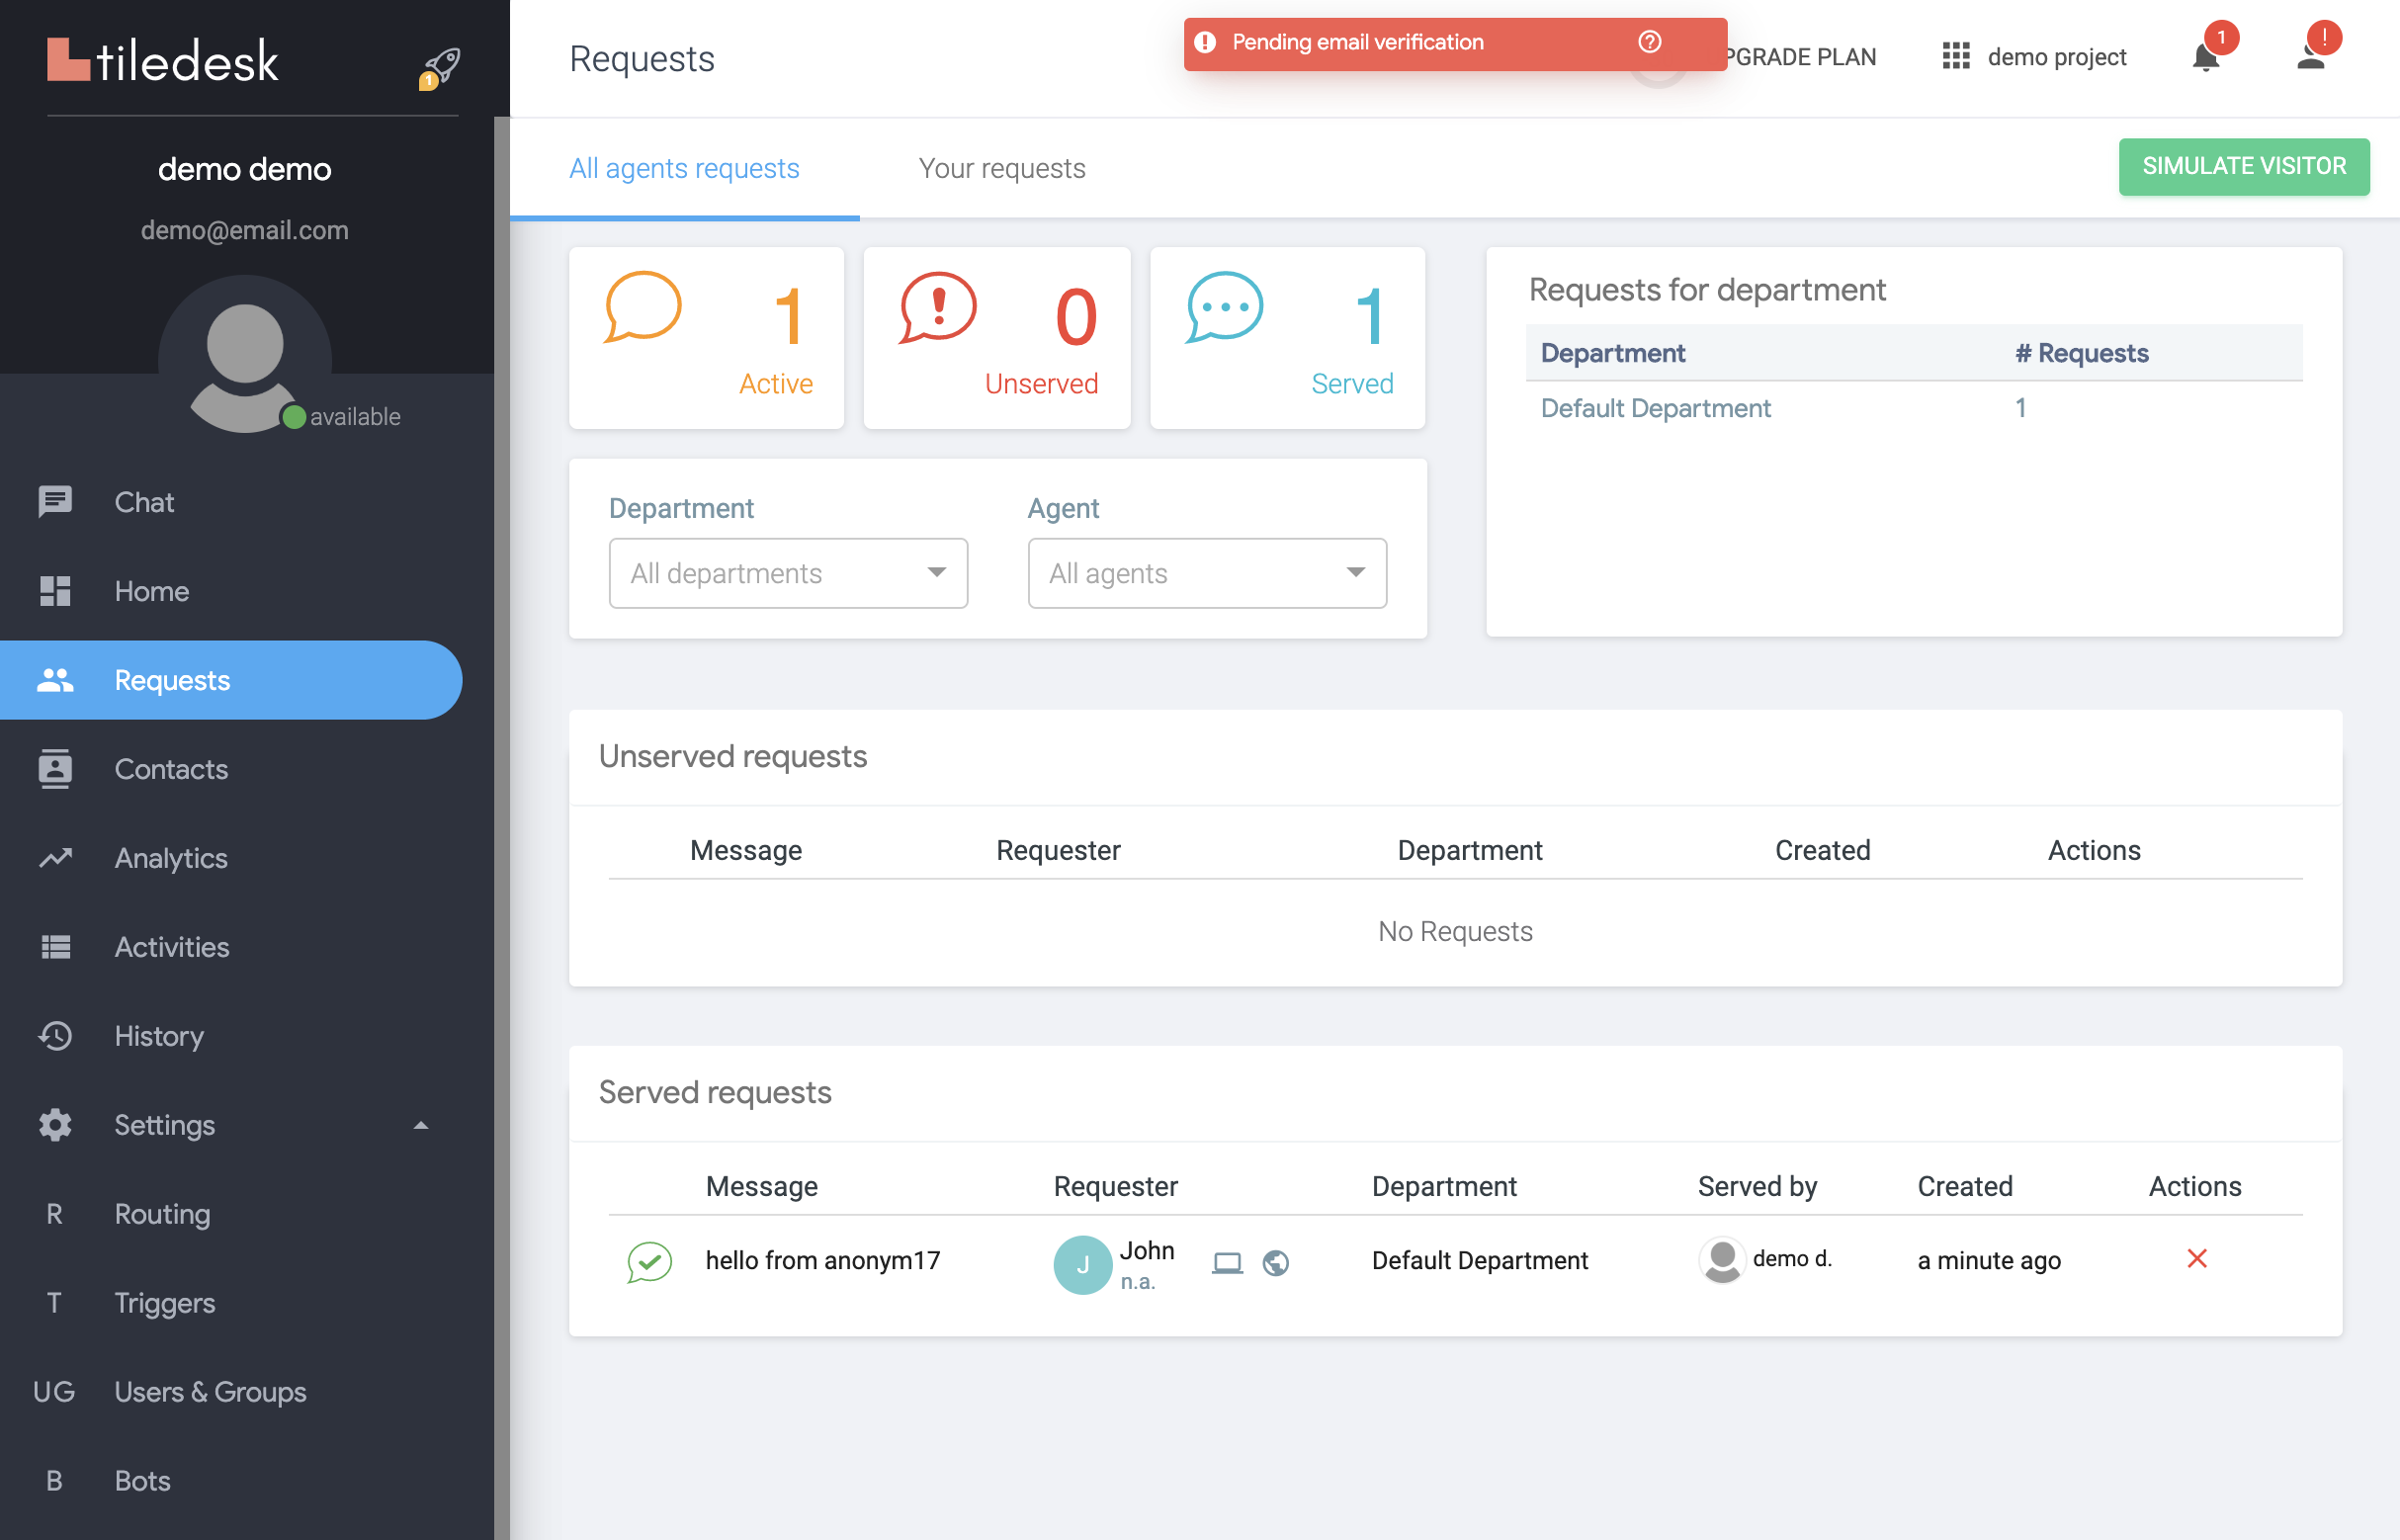 tiledesk
1
demo demo
demo@email.com
available
Chat
Home
Requests
Contacts
Analytics
Activities
History
Settings
R Routing
T Triggers
UG Users & Groups
B Bots
Requests
Pending email verification
PGRADE PLAN
demo project
1
!
All agents requests
Your requests
SIMULATE VISITOR
1
Active
0
Unserved
1
Served
Requests for department
Department # Requests
Default Department 1
Department
All departments
Agent
All agents
Unserved requests
Message Requester Department Created Actions
No Requests
Served requests
Message Requester Department Served by Created Actions
hello from anonym17 J John n.a. Default Department demo d. a minute ago